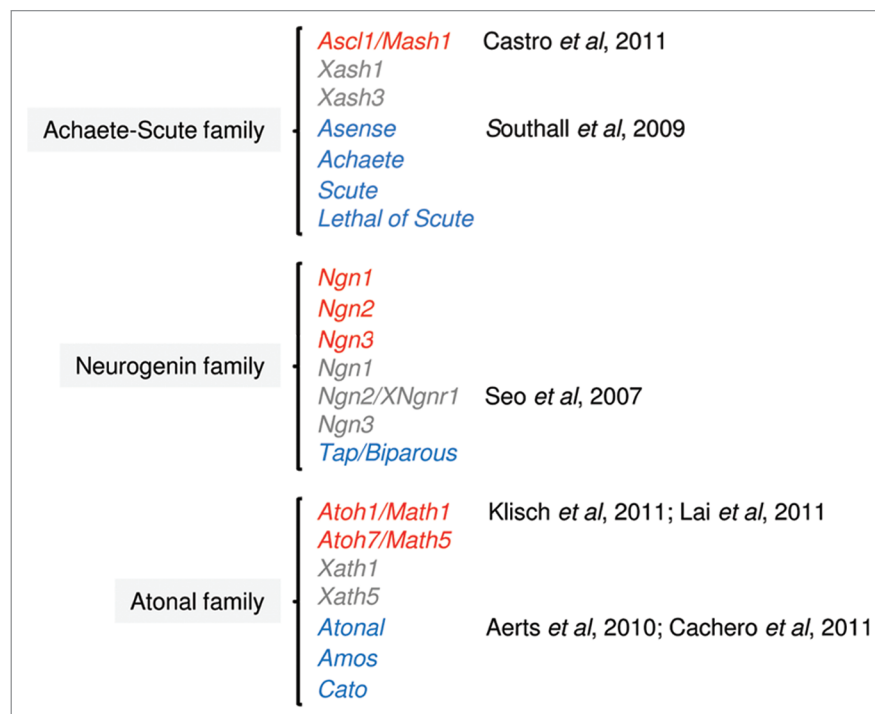 Ascl1/Mash1 Castro et al, 2011
Xash1
Xash3
Achaete-Scute family
Asense Southall et al, 2009
Achaete
Scute
Lethal of Scute
Ngn1
Ngn2
Ngn3
Neurogenin family
Ngn1
Ngn2/XNgnr1 Seo et al, 2007
Ngn3
Tap/Biparous
Atoh1/Math1 Klisch et al, 2011; Lai et al, 2011
Atoh7/Math5
Xath1
Atonal family
Xath5
Atonal Aerts et al, 2010; Cachero et al, 2011
Amos
Cato